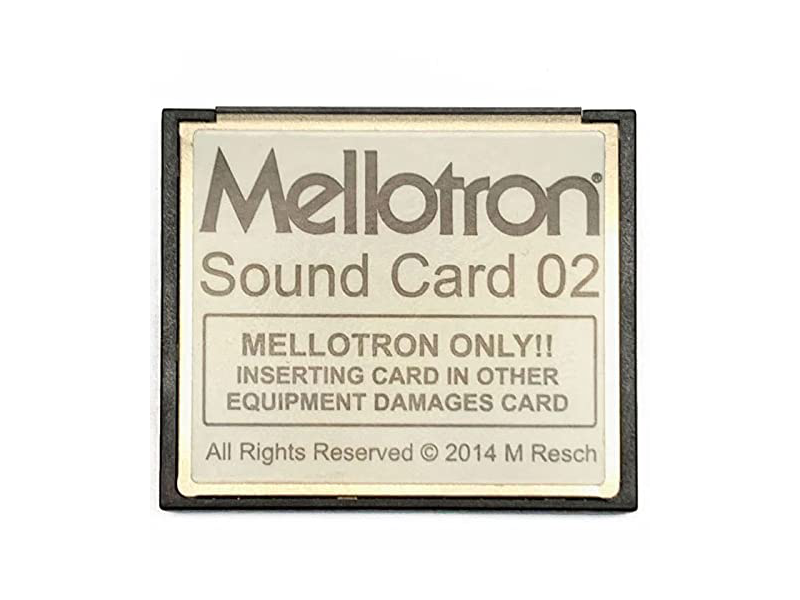 Mellotron®
Sound Card 02
MELLOTRON ONLY!!
INSERTING CARD IN OTHER
EQUIPMENT DAMAGES CARD
All Rights Reserved © 2014 M Resch